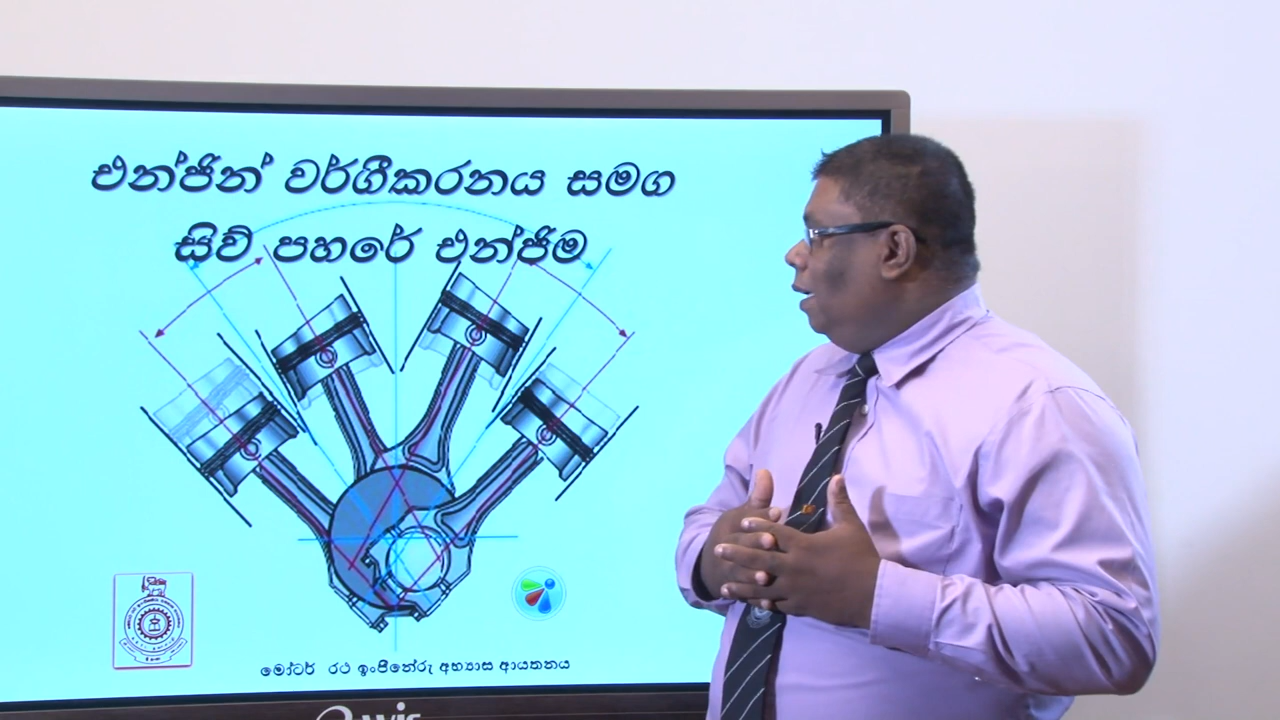 එන්ජින් වර්ගීකරනය සමග
සිව් පහරේ එන්ජිම
මෝටර් රථ ඉංජිනේරු අභ්‍යාස ආයතනය